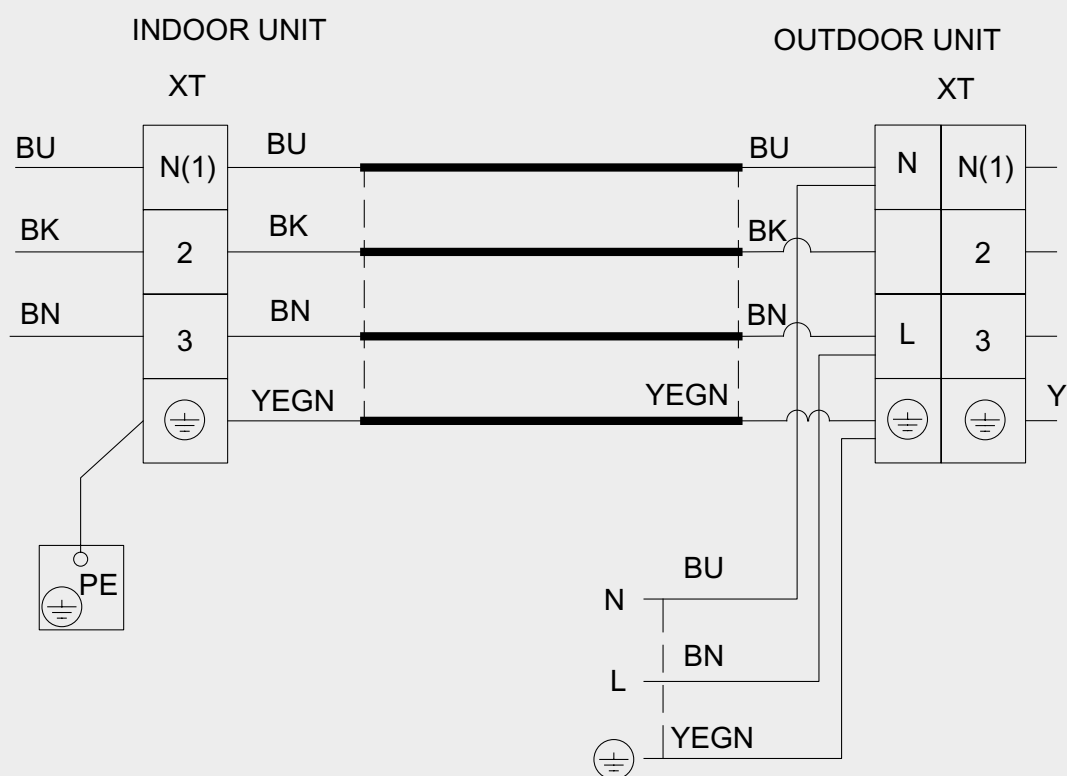 INDOOR UNIT
OUTDOOR UNIT
XT
XT
BU N(1) BU BU N N(1)
BK 2 BK BK 2
BN 3 BN BN L 3
YEGN YEGN Y
PE
N BU
L BN
YEGN